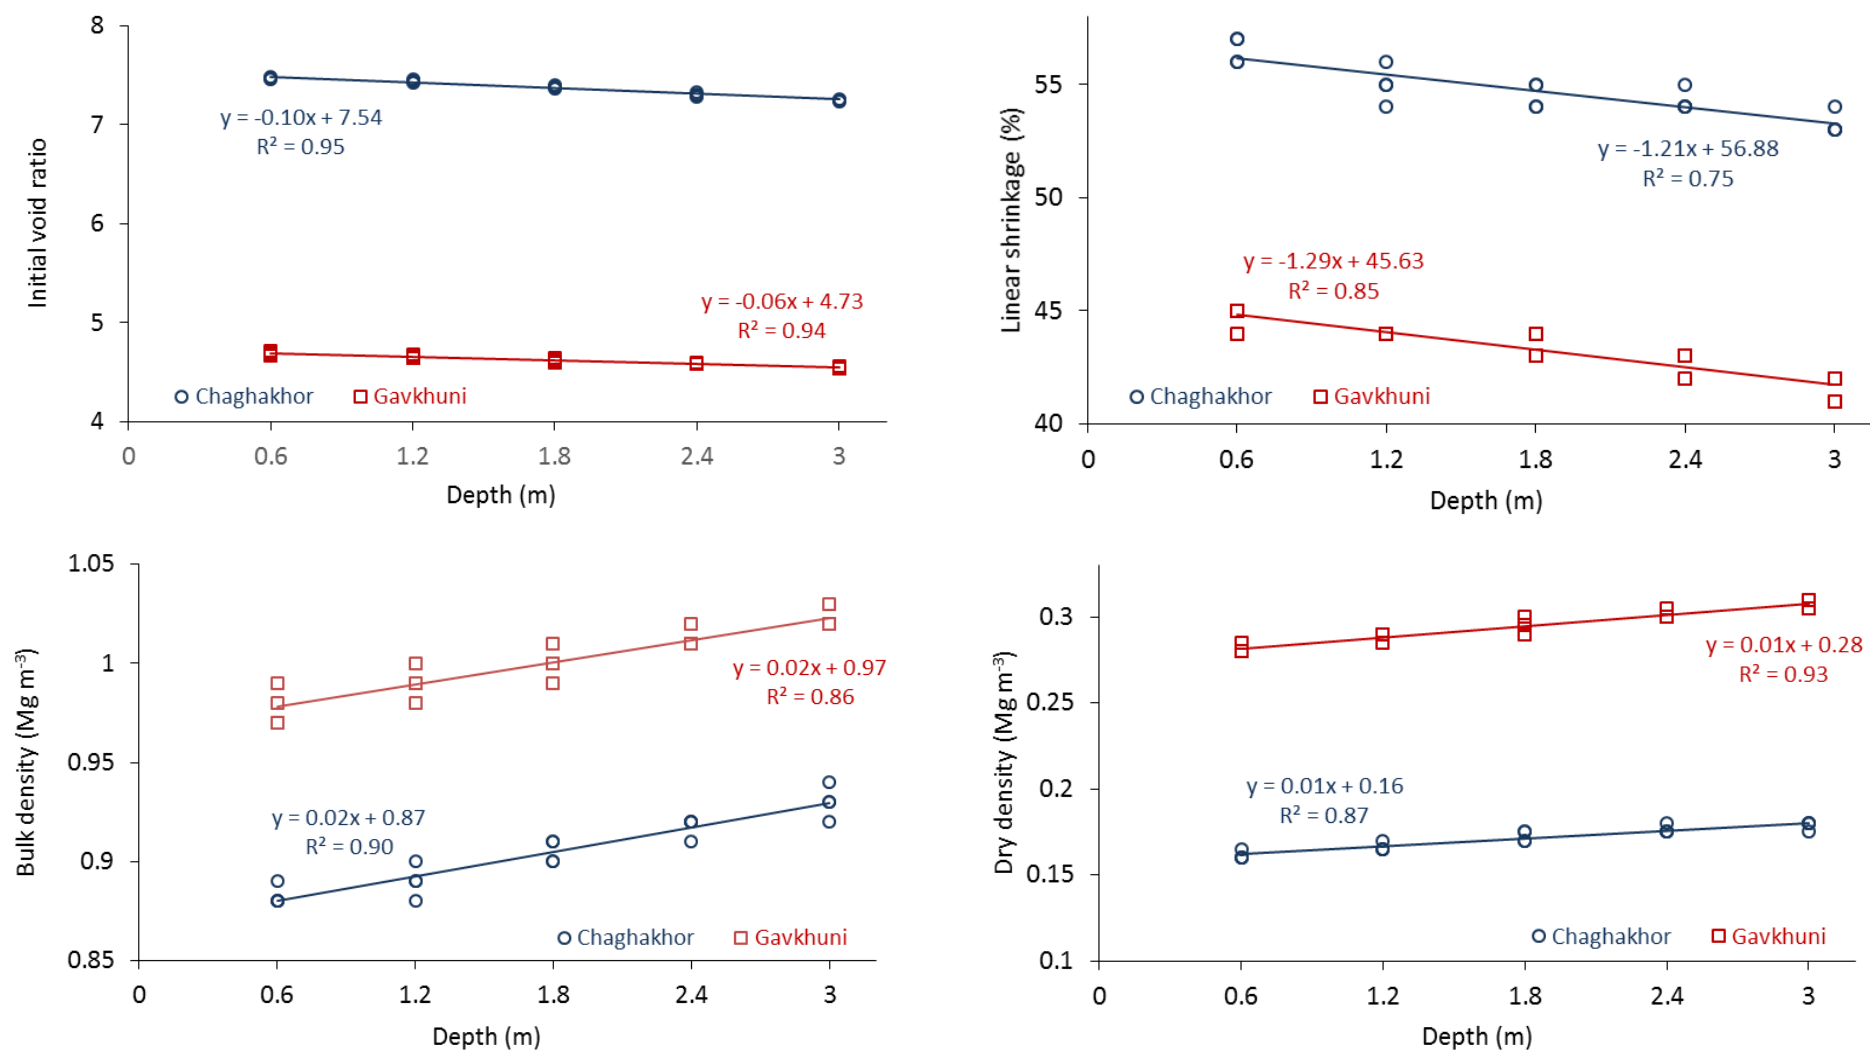 Initial void ratio
8
7
6
5
4
y = -0.10x + 7.54
R² = 0.95
y = -0.06x + 4.73
R² = 0.94
Chaghakhor Gavkhuni
0 0.6 1.2 1.8 2.4 3
Depth (m)
Linear shrinkage (%)
55
50
45
40
y = -1.21x + 56.88
R² = 0.75
y = -1.29x + 45.63
R² = 0.85
Chaghakhor Gavkhuni
0 0.6 1.2 1.8 2.4 3
Depth (m)
Bulk density (Mg m⁻³)
1.05
1
0.95
0.9
0.85
y = 0.02x + 0.97
R² = 0.86
y = 0.02x + 0.87
R² = 0.90
Chaghakhor Gavkhuni
0 0.6 1.2 1.8 2.4 3
Depth (m)
Dry density (Mg m⁻³)
0.3
0.25
0.2
0.15
0.1
y = 0.01x + 0.28
R² = 0.93
y = 0.01x + 0.16
R² = 0.87
Chaghakhor Gavkhuni
0 0.6 1.2 1.8 2.4 3
Depth (m)